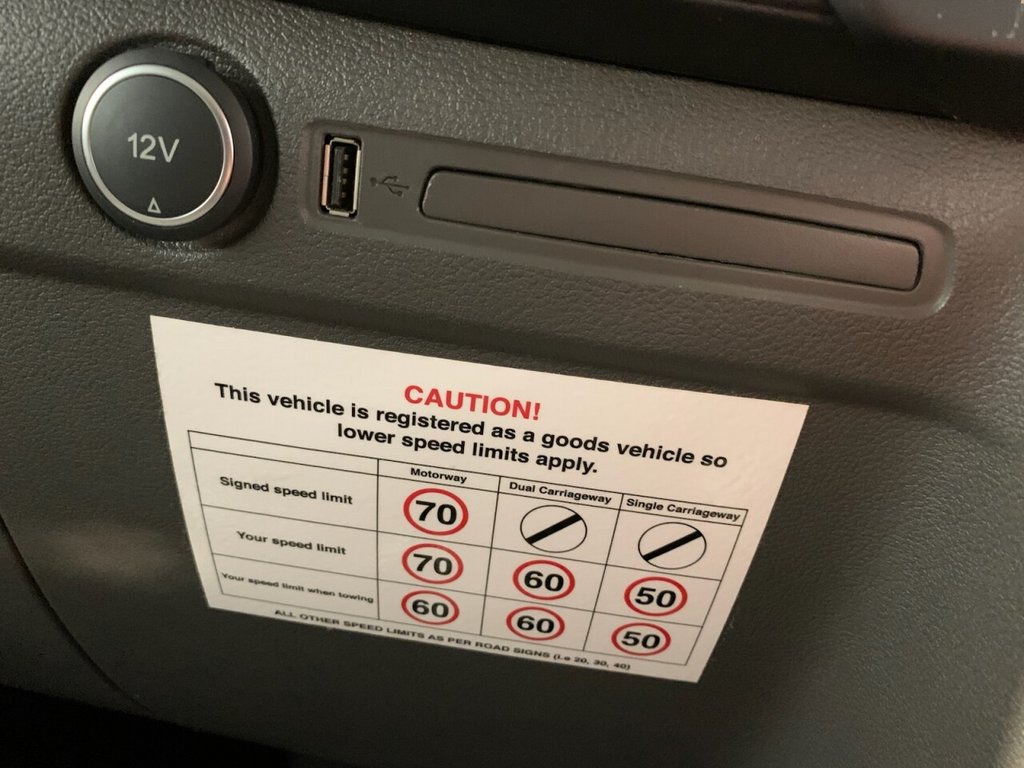 12V
CAUTION!
This vehicle is registered as a goods vehicle so
lower speed limits apply.
Motorway Dual Carriageway Single Carriageway
Signed speed limit 70
Your speed limit 70 60 50
Your speed limit when towing 60 60 50
ALL OTHER SPEED LIMITS AS PER ROAD SIGNS (i.e 20, 30, 40)